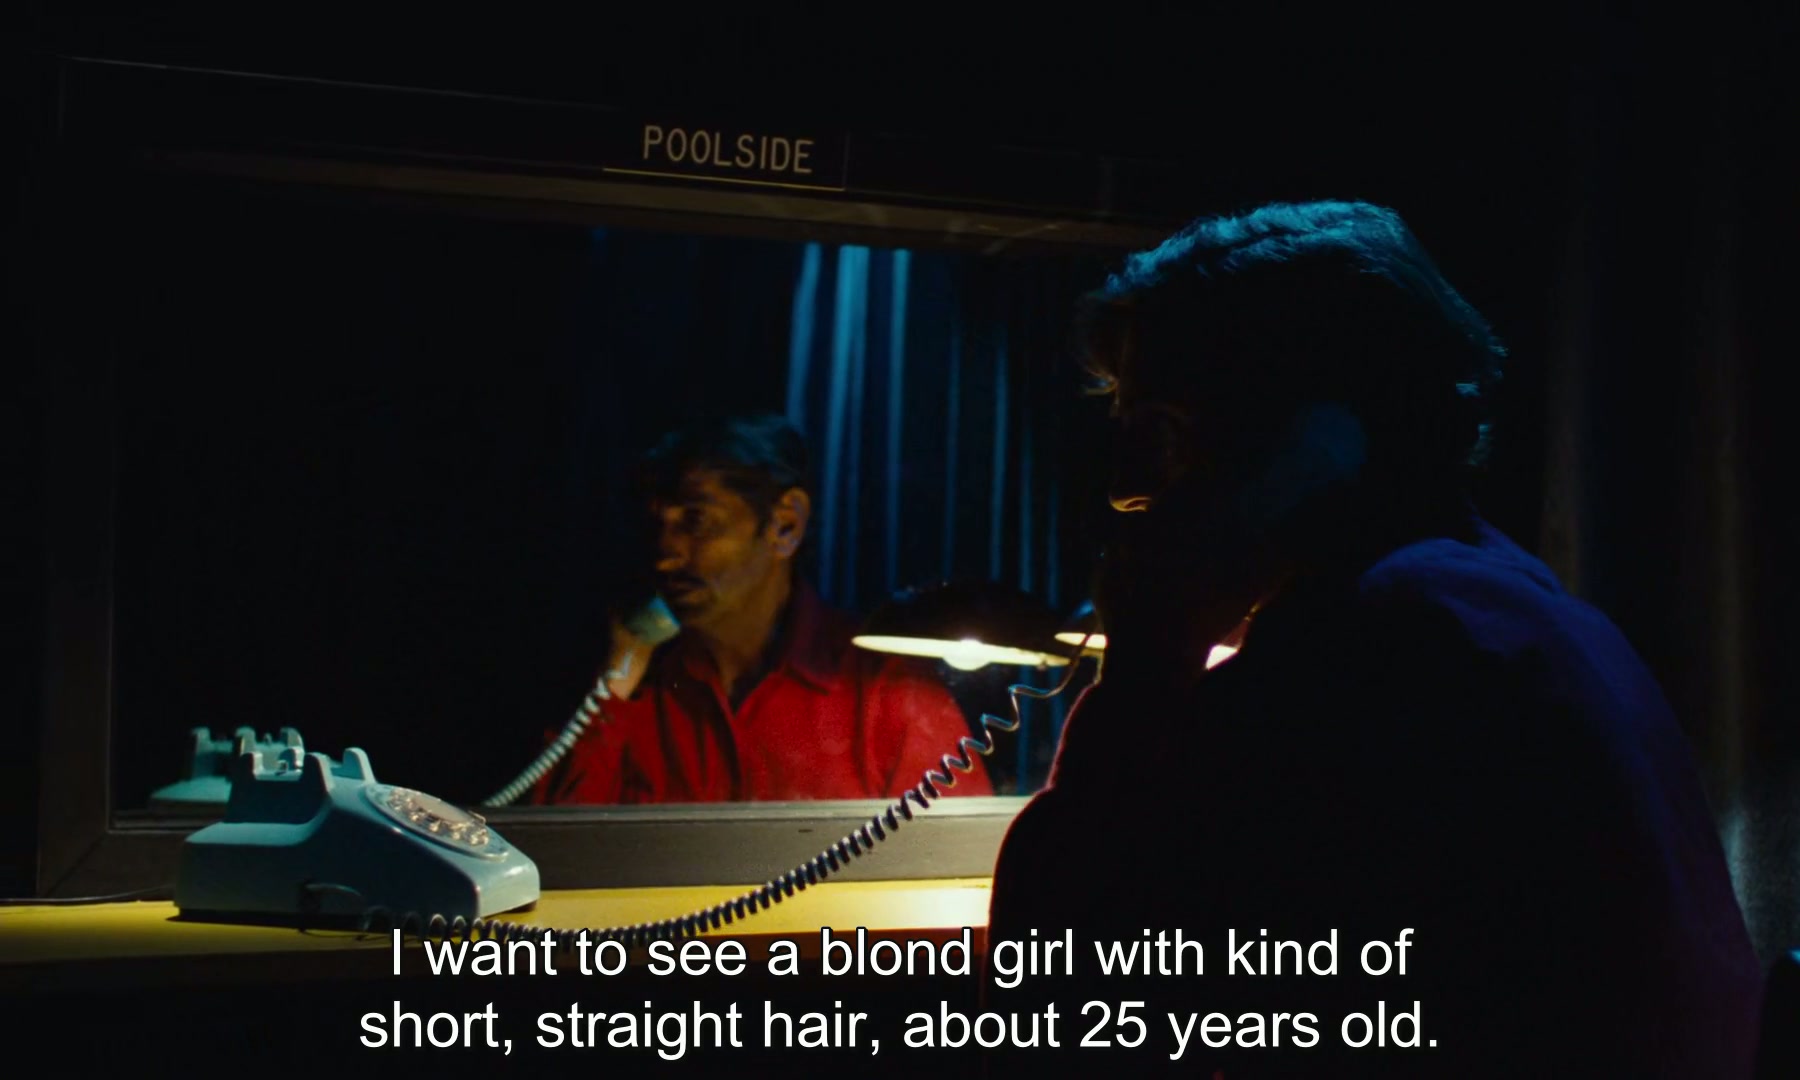 POOLSIDE
I want to see a blond girl with kind of
short, straight hair, about 25 years old.